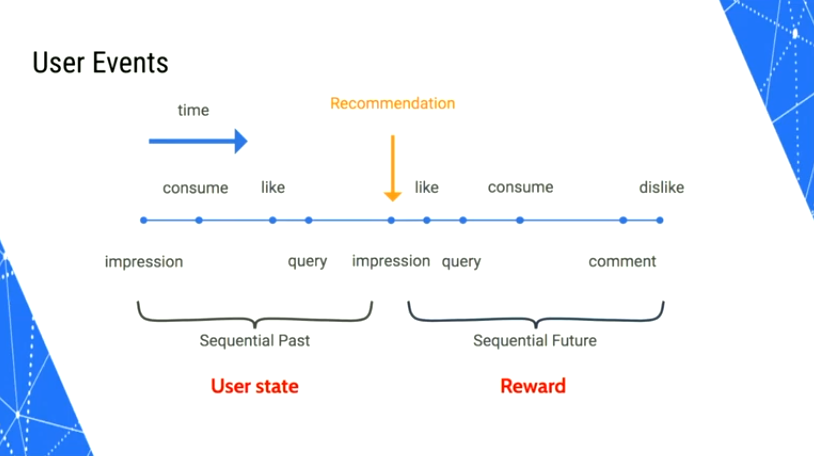 User Events
time
Recommendation
consume like like consume dislike
impression query impression query comment
Sequential Past Sequential Future
User state Reward